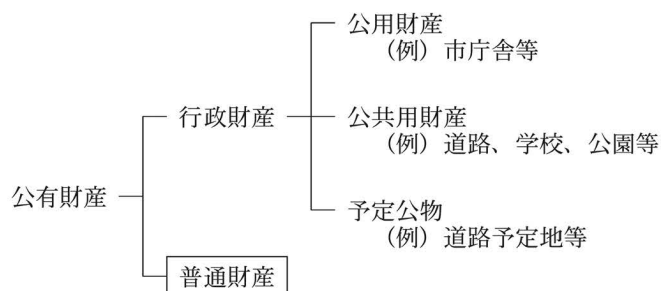 公用財産
（例）市庁舎等
行政財産
公共用財産
（例）道路、学校、公園等
公有財産
予定公物
（例）道路予定地等
普通財産